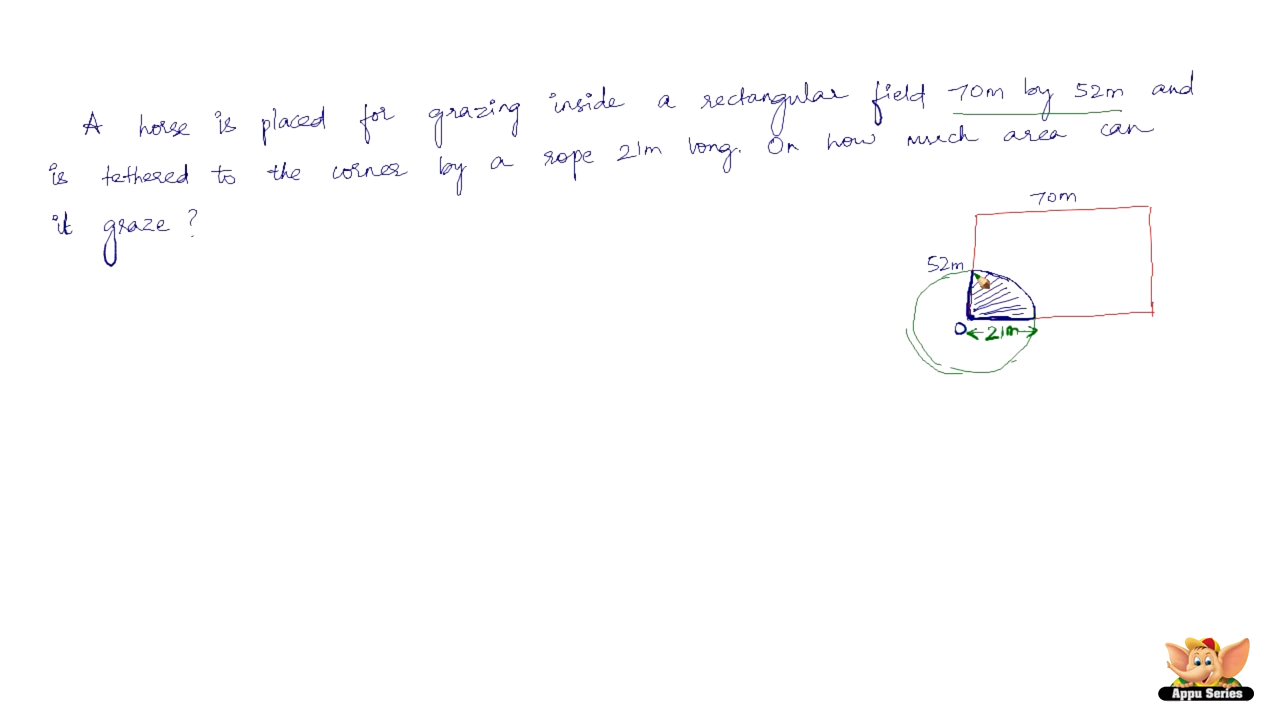 A horse is placed for grazing inside a rectangular field 70m by 52m and
is tethered to the corner by a rope 21m long. On how much area can
it graze?
70m
52m
O 21m
Appu Series